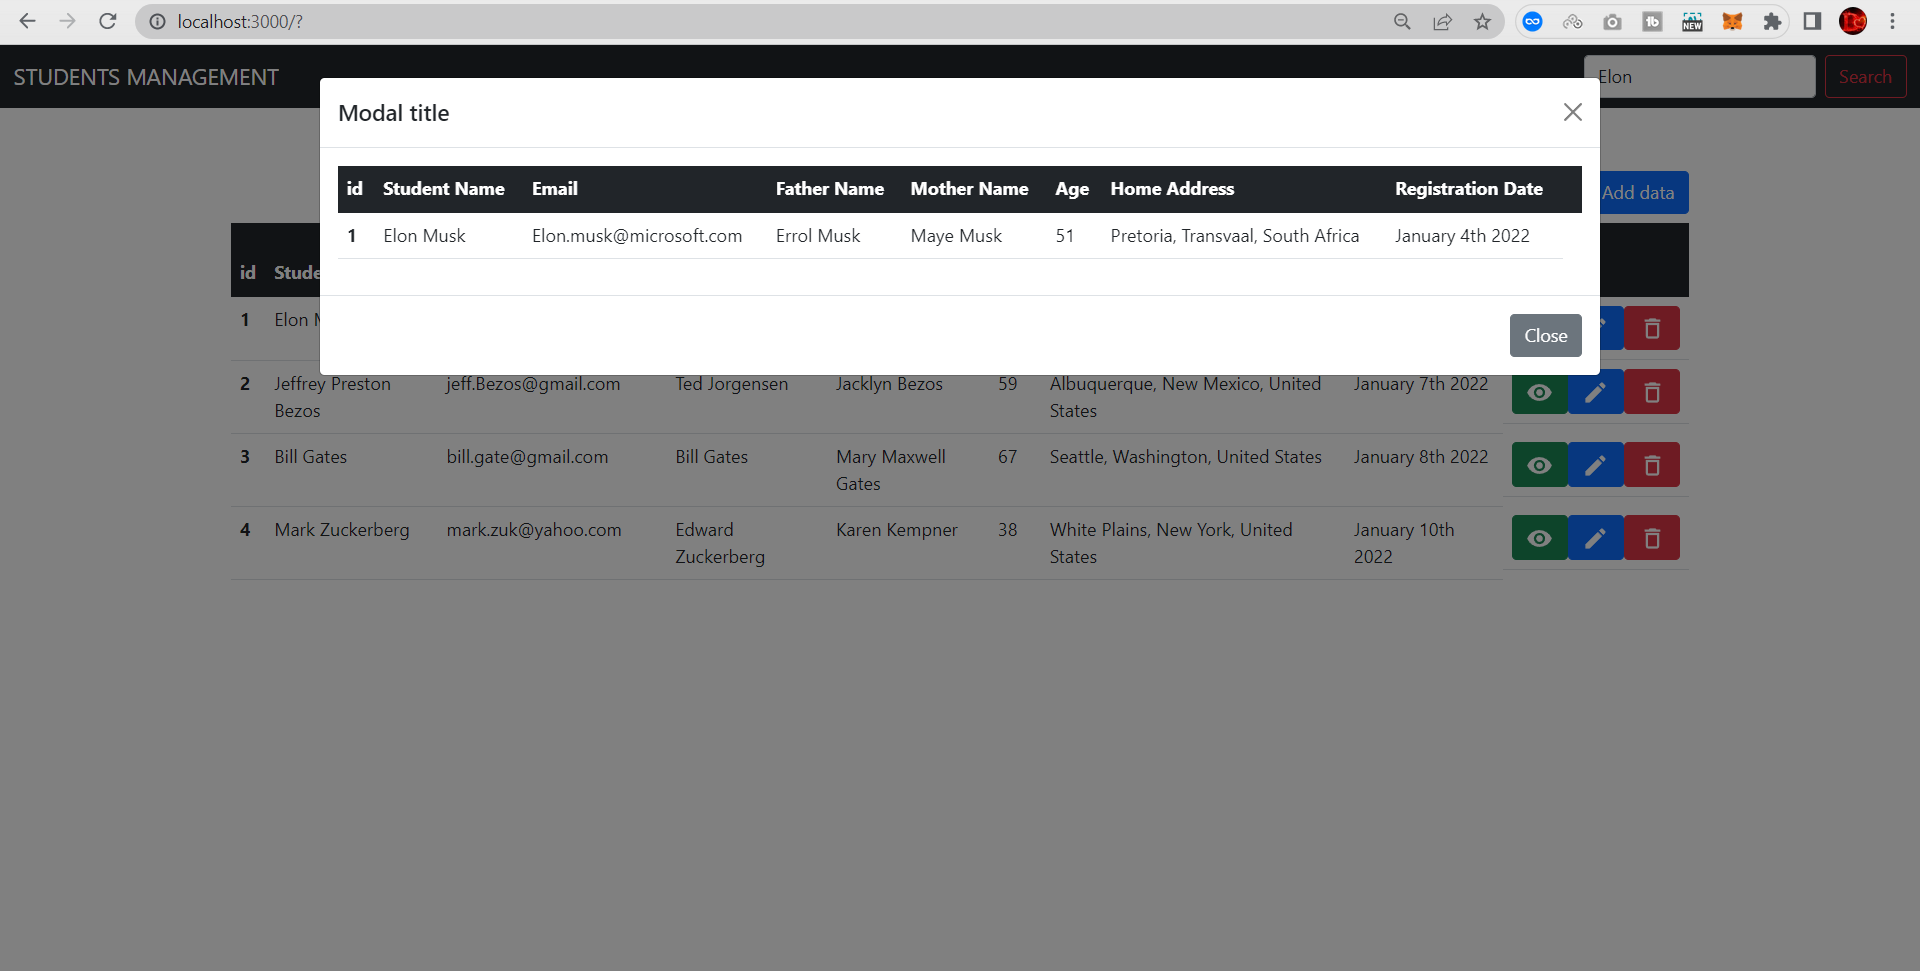 localhost:3000/?
tb
NEW
STUDENTS MANAGEMENT
Elon
Search
Modal title
id Student Name Email Father Name Mother Name Age Home Address Registration Date
1 Elon Musk Elon.musk@microsoft.com Errol Musk Maye Musk 51 Pretoria, Transvaal, South Africa January 4th 2022
Close
Add data
id Stude
1 Elon M
2 Jeffrey Preston jeff.Bezos@gmail.com Ted Jorgensen Jacklyn Bezos 59 Albuquerque, New Mexico, United January 7th 2022
Bezos States
3 Bill Gates bill.gate@gmail.com Bill Gates Mary Maxwell 67 Seattle, Washington, United States January 8th 2022
Gates
4 Mark Zuckerberg mark.zuk@yahoo.com Edward Karen Kempner 38 White Plains, New York, United January 10th
Zuckerberg States 2022